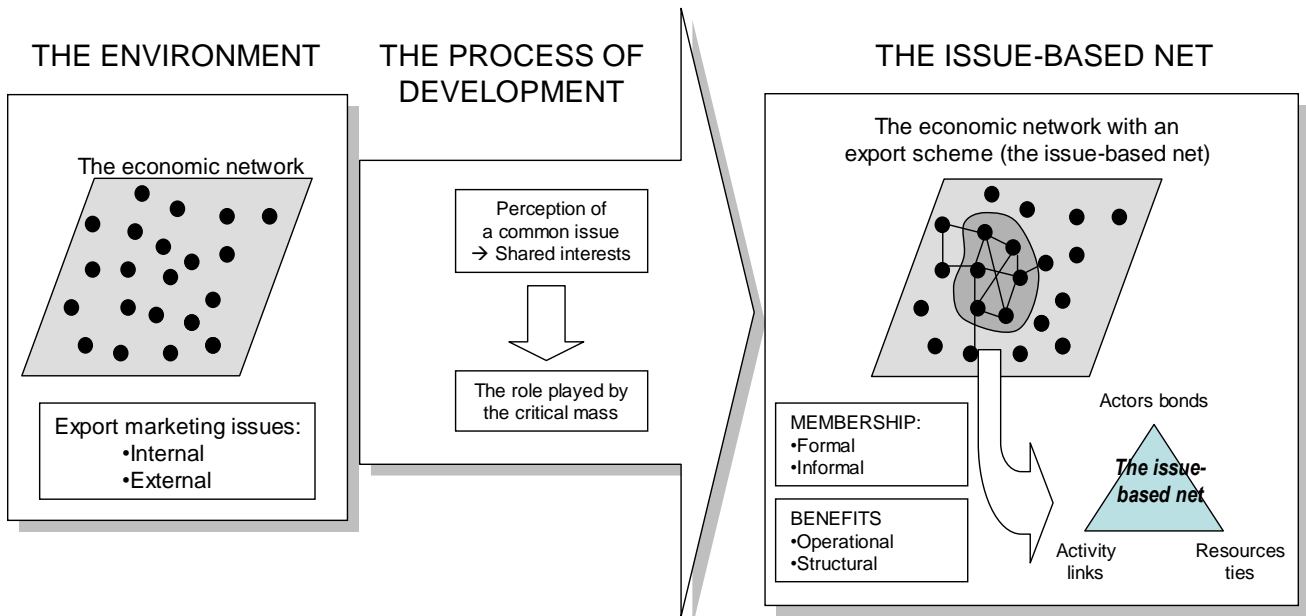 THE ENVIRONMENT
The economic network
Export marketing issues:
•Internal
•External
THE PROCESS OF
DEVELOPMENT
Perception of
a common issue
→ Shared interests
The role played by
the critical mass
THE ISSUE-BASED NET
The economic network with an
export scheme (the issue-based net)
MEMBERSHIP:
•Formal
•Informal
BENEFITS
•Operational
•Structural
Actors bonds
The issue-
based net
Activity
links
Resources
ties